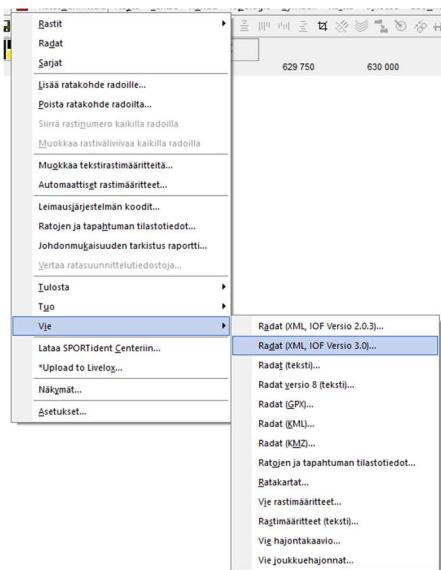 Rastit
Radat
Sarjat
Lisää ratakohde radoille...
Poista ratakohde radoilta...
Siirrä rastinumero kaikilla radoilla
Muokkaa rastiväliviivaa kaikilla radoilla
Muokkaa tekstirastimääritteitä...
Automaattiset rastimääritteet...
Leimausjärjestelmän koodit...
Ratojen ja tapahtuman tilastotiedot...
Johdonmukaisuuden tarkistus raportti...
Vertaa ratasuunnittelutiedostoja...
Tulosta
Tuo
Vie
Lataa SPORTident Centeriin...
*Upload to Livelox...
Näkymät...
Asetukset...
629 750 630 000
Radat (XML, IOF Versio 2.0.3)...
Radat (XML, IOF Versio 3.0)...
Radat (teksti)...
Radat versio 8 (teksti)...
Radat (GPX)...
Radat (KML)...
Radat (KMZ)...
Ratojen ja tapahtuman tilastotiedot...
Ratakartat...
Vie rastimääritteet...
Rastimääritteet (teksti)...
Vie hajontakaavio...
Vie joukkuehajonnat...